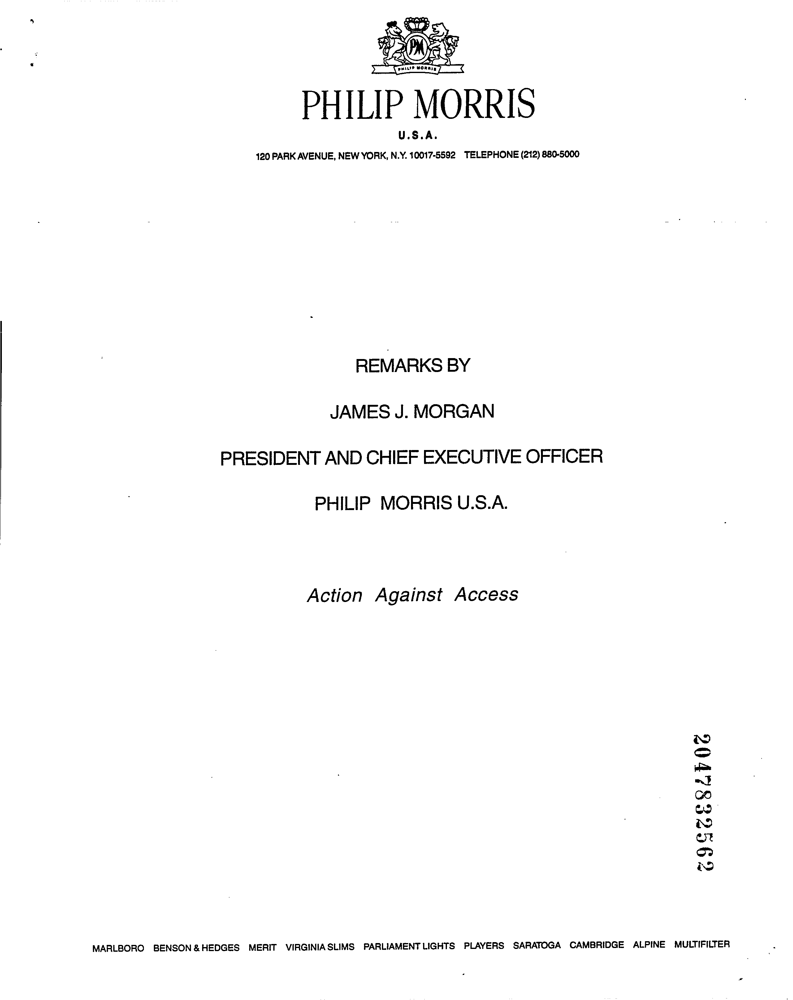 PM
PHILIP MORRIS
PHILIP MORRIS
U.S.A.
120 PARK AVENUE, NEW YORK, N.Y. 10017-5592 TELEPHONE (212) 880-5000
REMARKS BY
JAMES J. MORGAN
PRESIDENT AND CHIEF EXECUTIVE OFFICER
PHILIP MORRIS U.S.A.
Action Against Access
2047832562
MARLBORO BENSON & HEDGES MERIT VIRGINIA SLIMS PARLIAMENT LIGHTS PLAYERS SARATOGA CAMBRIDGE ALPINE MULTIFILTER